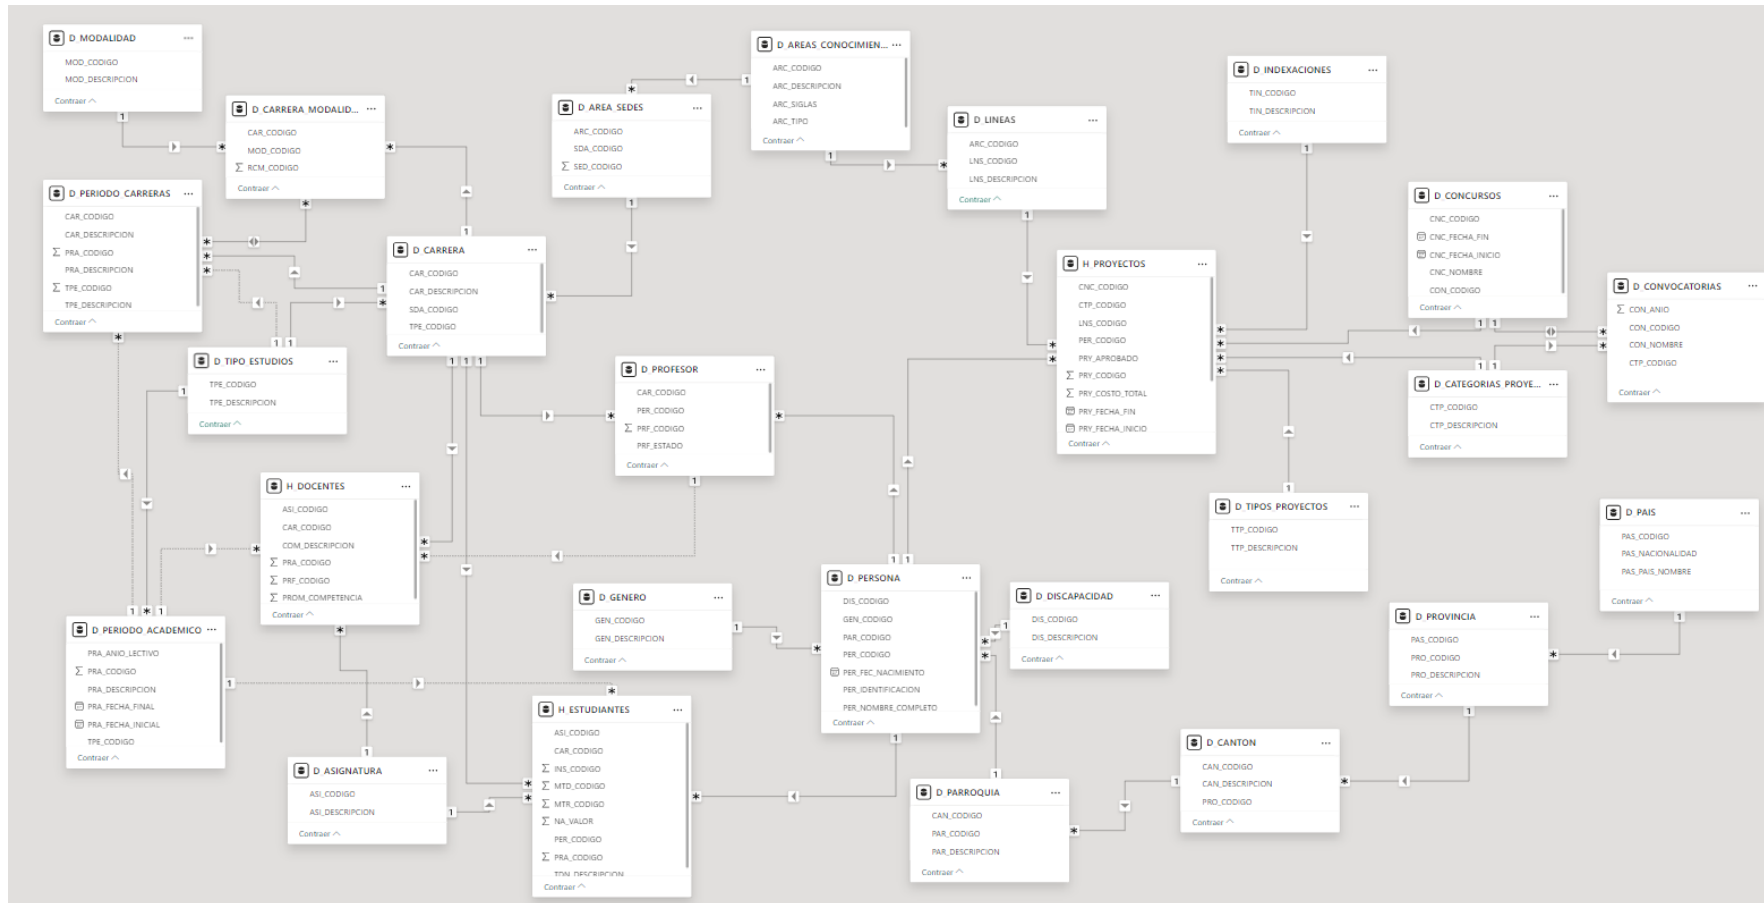 D_MODALIDAD
MOD_CODIGO
MOD_DESCRIPCION
Contraer
D_CARRERA_MODALID...
CAR_CODIGO
MOD_CODIGO
RCM_CODIGO
Contraer
D_PERIODO_CARRERAS
CAR_CODIGO
CAR_DESCRIPCION
PRA_CODIGO
PRA_DESCRIPCION
TPE_CODIGO
TPE_DESCRIPCION
Contraer
D_TIPO_ESTUDIOS
TPE_CODIGO
TPE_DESCRIPCION
Contraer
D_CARRERA
CAR_CODIGO
CAR_DESCRIPCION
SDA_CODIGO
TPE_CODIGO
Contraer
D_AREA_SEDES
ARC_CODIGO
SDA_CODIGO
SED_CODIGO
Contraer
D_AREAS_CONOCIMIEN...
ARC_CODIGO
ARC_DESCRIPCION
ARC_SIGLAS
ARC_TIPO
Contraer
D_LINEAS
ARC_CODIGO
LNS_CODIGO
LNS_DESCRIPCION
Contraer
D_INDEXACIONES
TIN_CODIGO
TIN_DESCRIPCION
Contraer
D_CONCURSOS
CNC_CODIGO
CNC_FECHA_FIN
CNC_FECHA_INICIO
CNC_NOMBRE
CON_CODIGO
Contraer
D_CONVOCATORIAS
CON_ANIO
CON_CODIGO
CON_NOMBRE
CTP_CODIGO
Contraer
D_CATEGORIAS_PROYE...
CTP_CODIGO
CTP_DESCRIPCION
Contraer
H_PROYECTOS
CNC_CODIGO
CTP_CODIGO
LNS_CODIGO
PER_CODIGO
PRY_APROBADO
PRY_CODIGO
PRY_COSTO_TOTAL
PRY_FECHA_FIN
PRY_FECHA_INICIO
Contraer
D_PROFESOR
CAR_CODIGO
PER_CODIGO
PRF_CODIGO
PRF_ESTADO
Contraer
H_DOCENTES
ASI_CODIGO
CAR_CODIGO
COM_DESCRIPCION
PRA_CODIGO
PRF_CODIGO
PROM_COMPETENCIA
Contraer
D_TIPOS_PROYECTOS
TTP_CODIGO
TTP_DESCRIPCION
Contraer
D_PAIS
PAS_CODIGO
PAS_NACIONALIDAD
PAS_PAIS_NOMBRE
Contraer
D_PERIODO_ACADEMICO
PRA_ANIO_LECTIVO
PRA_CODIGO
PRA_DESCRIPCION
PRA_FECHA_FINAL
PRA_FECHA_INICIAL
TPE_CODIGO
Contraer
D_GENERO
GEN_CODIGO
GEN_DESCRIPCION
Contraer
D_PERSONA
DIS_CODIGO
GEN_CODIGO
PAR_CODIGO
PER_CODIGO
PER_FEC_NACIMIENTO
PER_IDENTIFICACION
PER_NOMBRE_COMPLETO
Contraer
D_DISCAPACIDAD
DIS_CODIGO
DIS_DESCRIPCION
Contraer
D_PROVINCIA
PAS_CODIGO
PRO_CODIGO
PRO_DESCRIPCION
Contraer
D_ASIGNATURA
ASI_CODIGO
ASI_DESCRIPCION
Contraer
H_ESTUDIANTES
ASI_CODIGO
CAR_CODIGO
INS_CODIGO
MTD_CODIGO
MTR_CODIGO
NA_VALOR
PER_CODIGO
PRA_CODIGO
TDN_DESCRIPCION
Contraer
D_PARROQUIA
CAN_CODIGO
PAR_CODIGO
PAR_DESCRIPCION
Contraer
D_CANTON
CAN_CODIGO
CAN_DESCRIPCION
PRO_CODIGO
Contraer